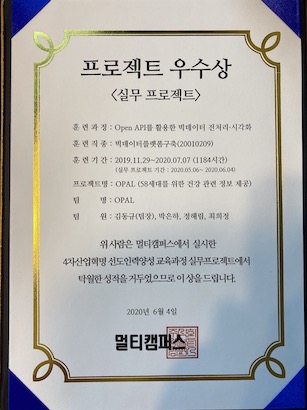 프로젝트 우수상
<실무 프로젝트>
훈 련 과 정 : Open API를 활용한 빅데이터 전처리·시각화
훈 련 직 종 : 빅데이터플랫폼구축(20010209)
훈 련 기 간 : 2019.11.29~2020.07.07 (1184시간)
(실무 프로젝트 기간 : 2020.05.06~ 2020.06.04)
프로젝트명 : OPAL (58세대를 위한 건강 관련 정보 제공)
팀 명 : OPAL
팀 원 : 김동규(팀장), 박은하, 정해림, 최희정
위 사람은 멀티캠퍼스에서 실시한
4차산업혁명 선도인력양성 교육과정 실무프로젝트에서
탁월한 성적을 거두었으므로 이 상을 드립니다.
2020년 6월 4일
멀티캠퍼스